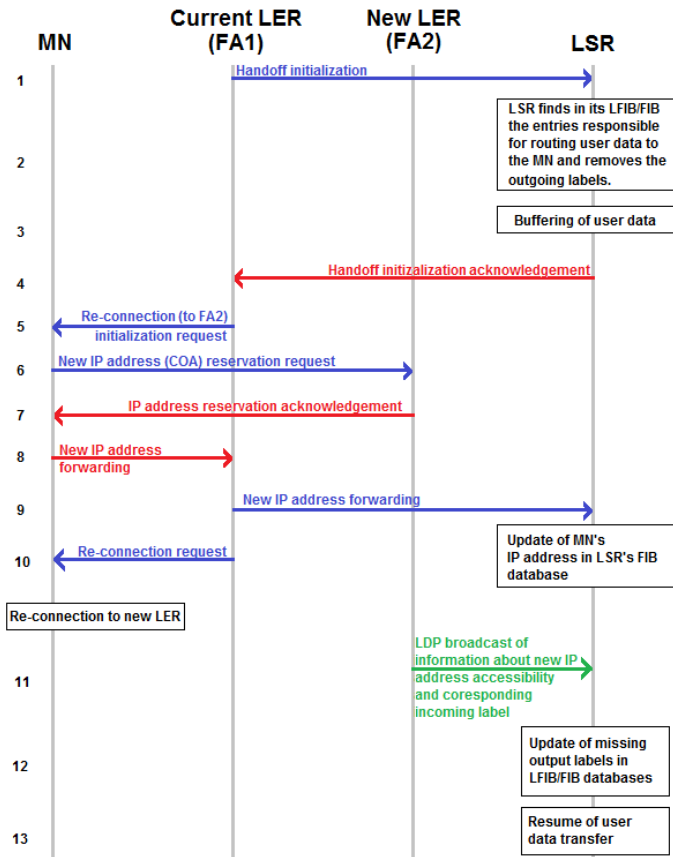 MN
Current LER
(FA1)
New LER
(FA2)
LSR
1
Handoff initialization
2
LSR finds in its LFIB/FIB
the entries responsible
for routing user data to
the MN and removes the
outgoing labels.
3
Buffering of user data
4
Handoff initizalization acknowledgement
5
Re-connection (to FA2)
initialization request
6
New IP address (COA) reservation request
7
IP address reservation acknowledgement
8
New IP address
forwarding
9
New IP address forwarding
Update of MN's
IP address in LSR's FIB
database
10
Re-connection request
Re-connection to new LER
11
LDP broadcast of
information about new IP
address accessibility
and coresponding
incoming label
12
Update of missing
output labels in
LFIB/FIB databases
13
Resume of user
data transfer